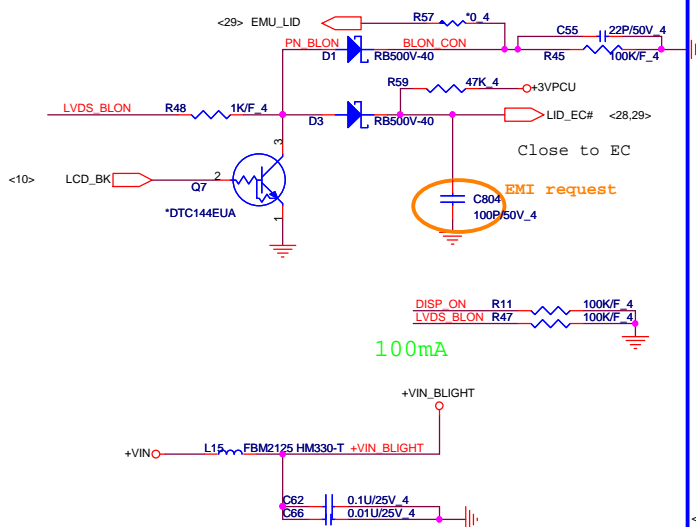 <29> EMU_LID R57 *0_4 C55 22P/50V_4
PN_BLON BLON_CON
D1 RB500V-40 R45 100K/F_4
R59 47K_4 +3VPCU
LVDS_BLON R48 1K/F_4 LID_EC# <28,29>
D3 RB500V-40
3
Close to EC
<10> LCD_BK 2
Q7
EMI request
C804
*DTC144EUA 1 100P/50V_4
DISP_ON R11 100K/F_4
LVDS_BLON R47 100K/F_4
100mA
+VIN_BLIGHT
+VIN L15 FBM2125 HM330-T +VIN_BLIGHT
C62 0.1U/25V_4
C66 0.01U/25V_4